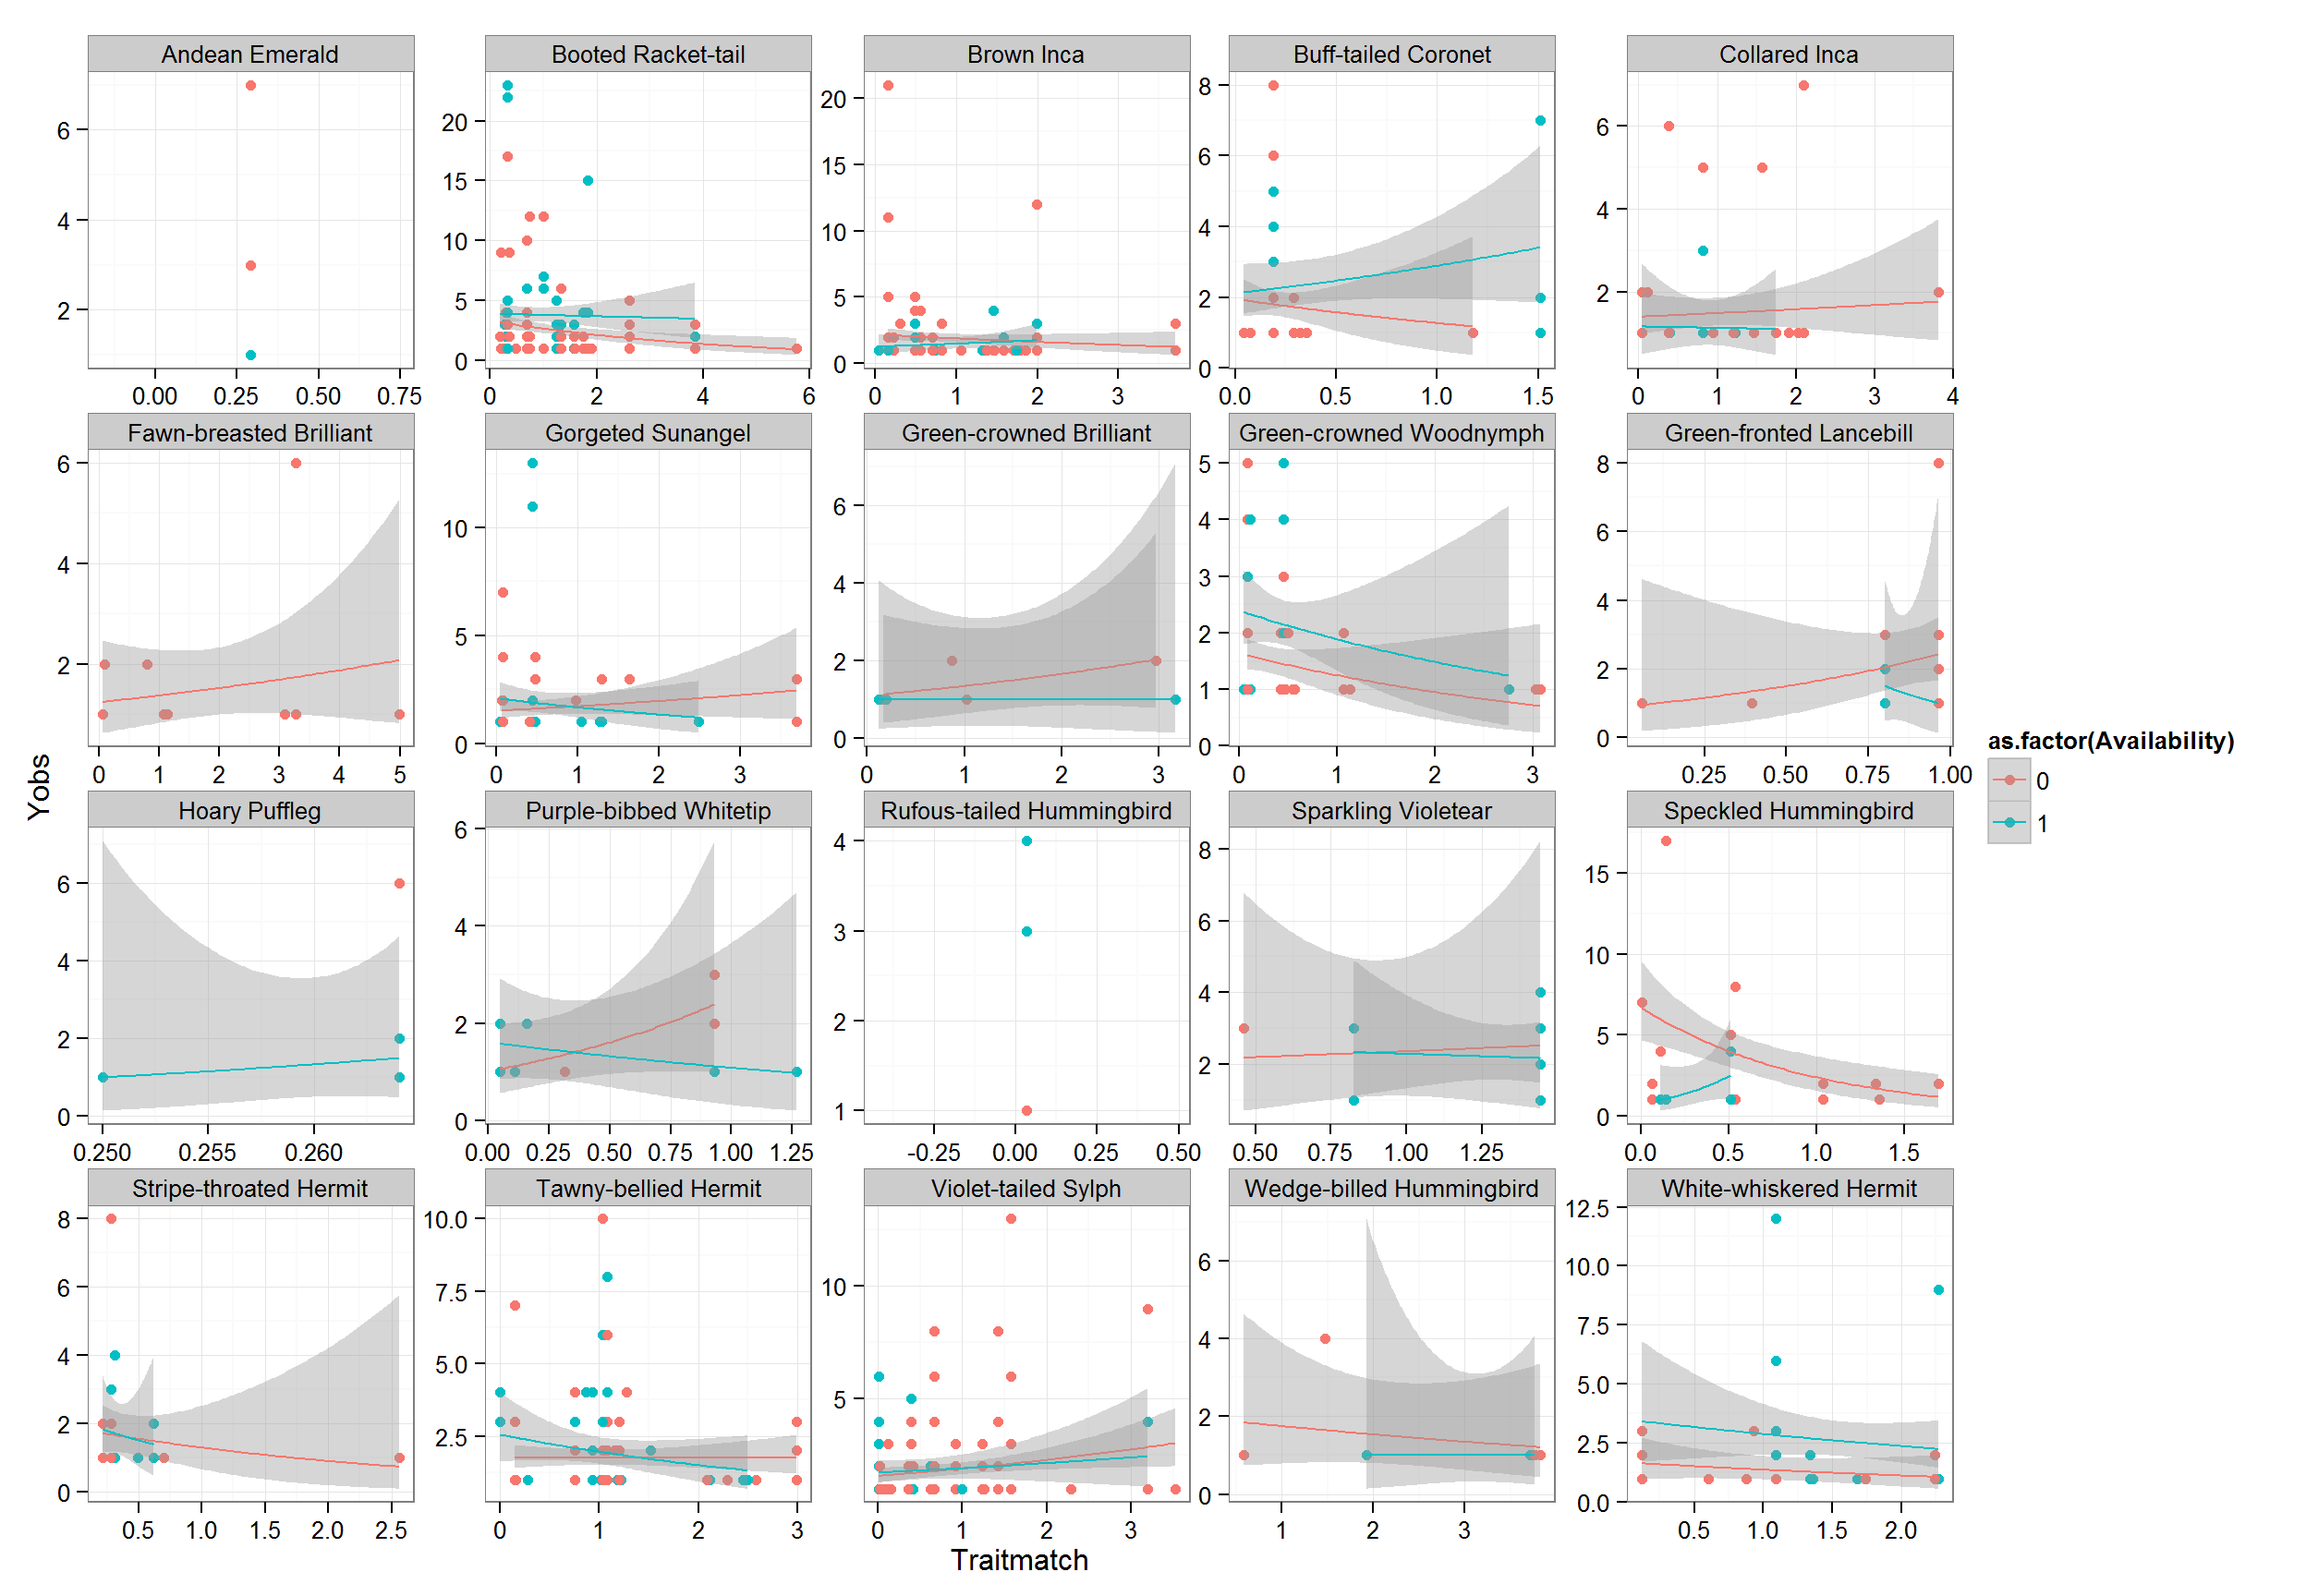 Andean Emerald Booted Racket-tail Brown Inca Buff-tailed Coronet Collared Inca
6 4 2
20 15 10 5 0
20 15 10 5 0
8 6 4 2 0
6 4 2
0.00 0.25 0.50 0.75 0 2 4 6 0 1 2 3 0.0 0.5 1.0 1.5 0 1 2 3 4
Fawn-breasted Brilliant Gorgeted Sunangel Green-crowned Brilliant Green-crowned Woodnymph Green-fronted Lancebill
6 4 2
10 5 0
6 4 2 0
5 4 3 2 1 0
8 6 4 2 0
0 1 2 3 4 5 0 1 2 3 0 1 2 3 0 1 2 3 0.25 0.50 0.75 1.00
Hoary Puffleg Purple-bibbed Whitetip Rufous-tailed Hummingbird Sparkling Violetear Speckled Hummingbird
6 4 2 0
6 4 2 0
4 3 2 1
8 6 4 2
15 10 5 0
0.250 0.255 0.260 0.00 0.25 0.50 0.75 1.00 1.25 -0.25 0.00 0.25 0.50 0.50 0.75 1.00 1.25 0.0 0.5 1.0 1.5
Stripe-throated Hermit Tawny-bellied Hermit Violet-tailed Sylph Wedge-billed Hummingbird White-whiskered Hermit
8 6 4 2 0
10.0 7.5 5.0 2.5
10 5
6 4 2 0
12.5 10.0 7.5 5.0 2.5 0.0
0.5 1.0 1.5 2.0 2.5 0 1 2 3 0 1 2 3 1 2 3 0.5 1.0 1.5 2.0
Traitmatch
Yobs
as.factor(Availability)
0
1